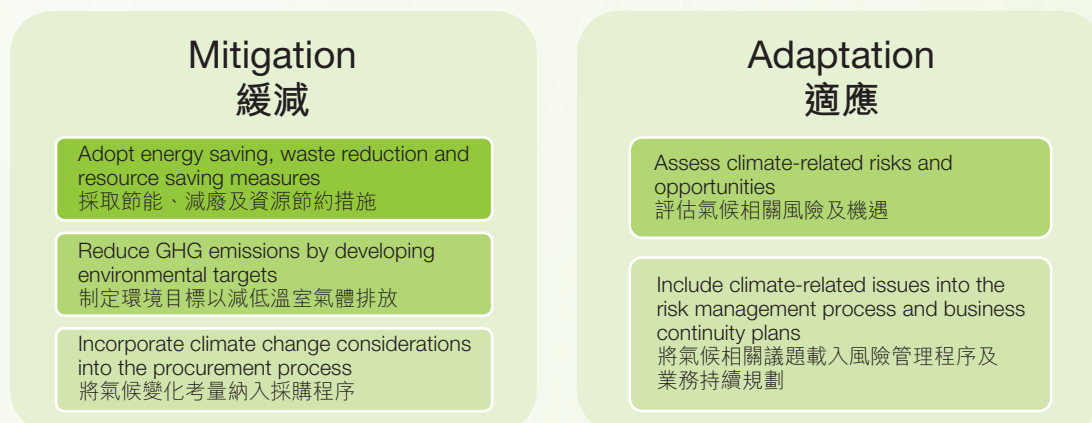 Mitigation
緩減
Adopt energy saving, waste reduction and
resource saving measures
採取節能、減廢及資源節約措施
Reduce GHG emissions by developing
environmental targets
制定環境目標以減低溫室氣體排放
Incorporate climate change considerations
into the procurement process
將氣候變化考量納入採購程序
Adaptation
適應
Assess climate-related risks and
opportunities
評估氣候相關風險及機遇
Include climate-related issues into the
risk management process and business
continuity plans
將氣候相關議題載入風險管理程序及
業務持續規劃